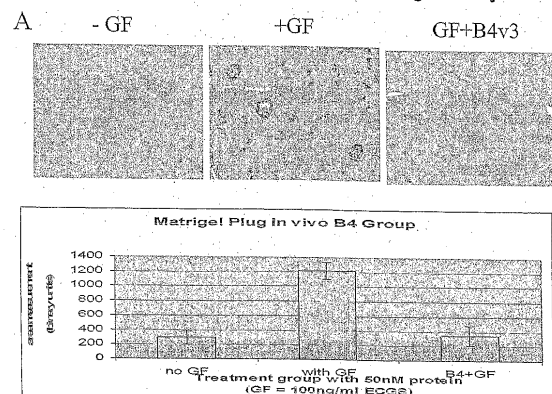 A
- GF +GF GF+B4v3
Matrigel Plug in vivo B4 Group
1400
1200
1000
800
600
400
200
0
no GF with GF B4+GF
Treatment group with 50nM protein
(GF = 100ng/ml ECGS)